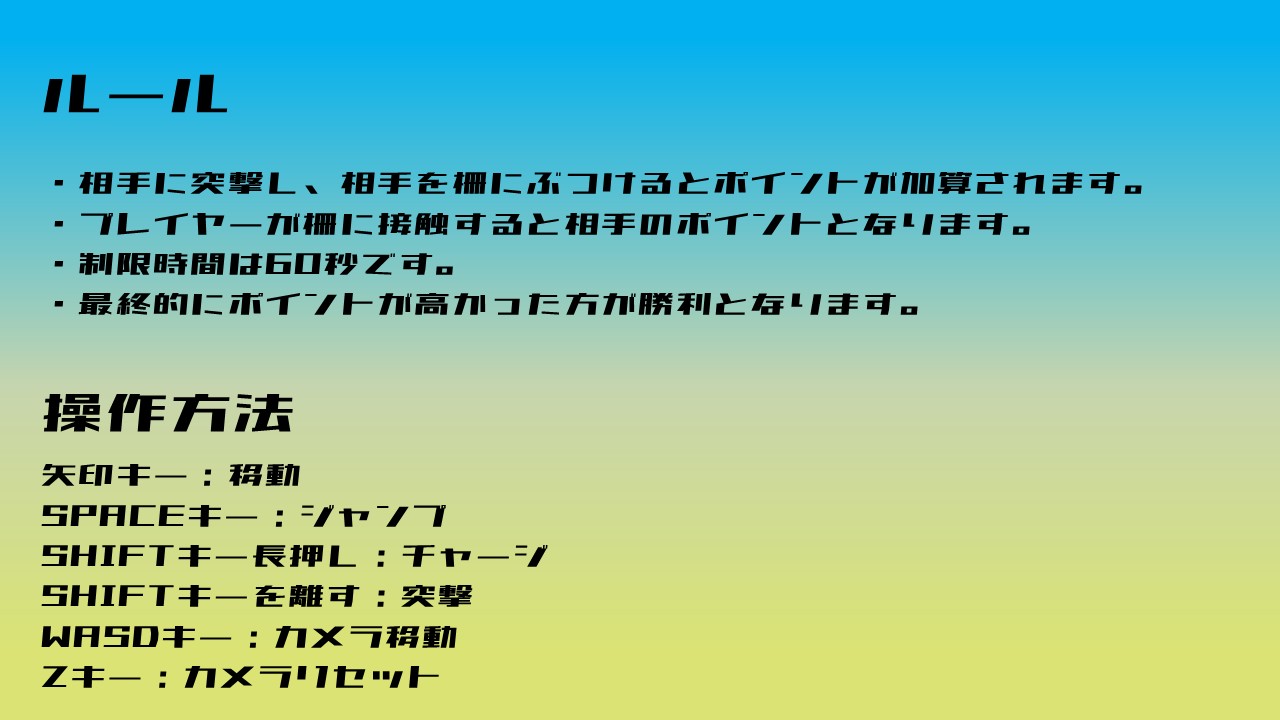 ルール
・相手に突撃し、相手を柵にぶつけるとポイントが加算されます。
・プレイヤーが柵に接触すると相手のポイントとなります。
・制限時間は60秒です。
・最終的にポイントが高かった方が勝利となります。
操作方法
矢印キー：移動
SPACEキー：ジャンプ
SHIFTキー長押し：チャージ
SHIFTキーを離す：突撃
WASDキー：カメラ移動
Zキー：カメラリセット